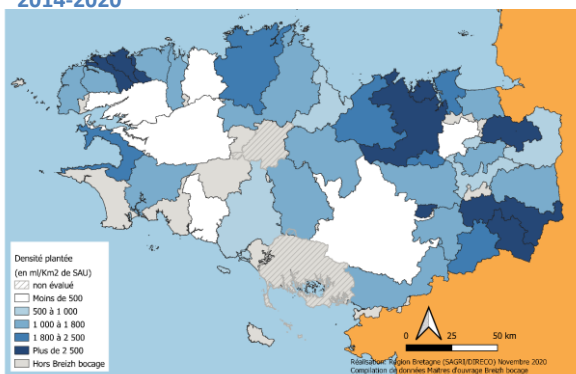 2014-2020
Densité plantée
(en ml/Km2 de SAU)
non évalué
Moins de 500
500 à 1 000
1 000 à 1 800
1 800 à 2 500
Plus de 2 500
Hors Breizh bocage
0 25 50 km
Réalisation: Région Bretagne (SAGRI/DIRECO) Novembre 2020
Compilation de données Maitres d'ouvrage Breizh bocage